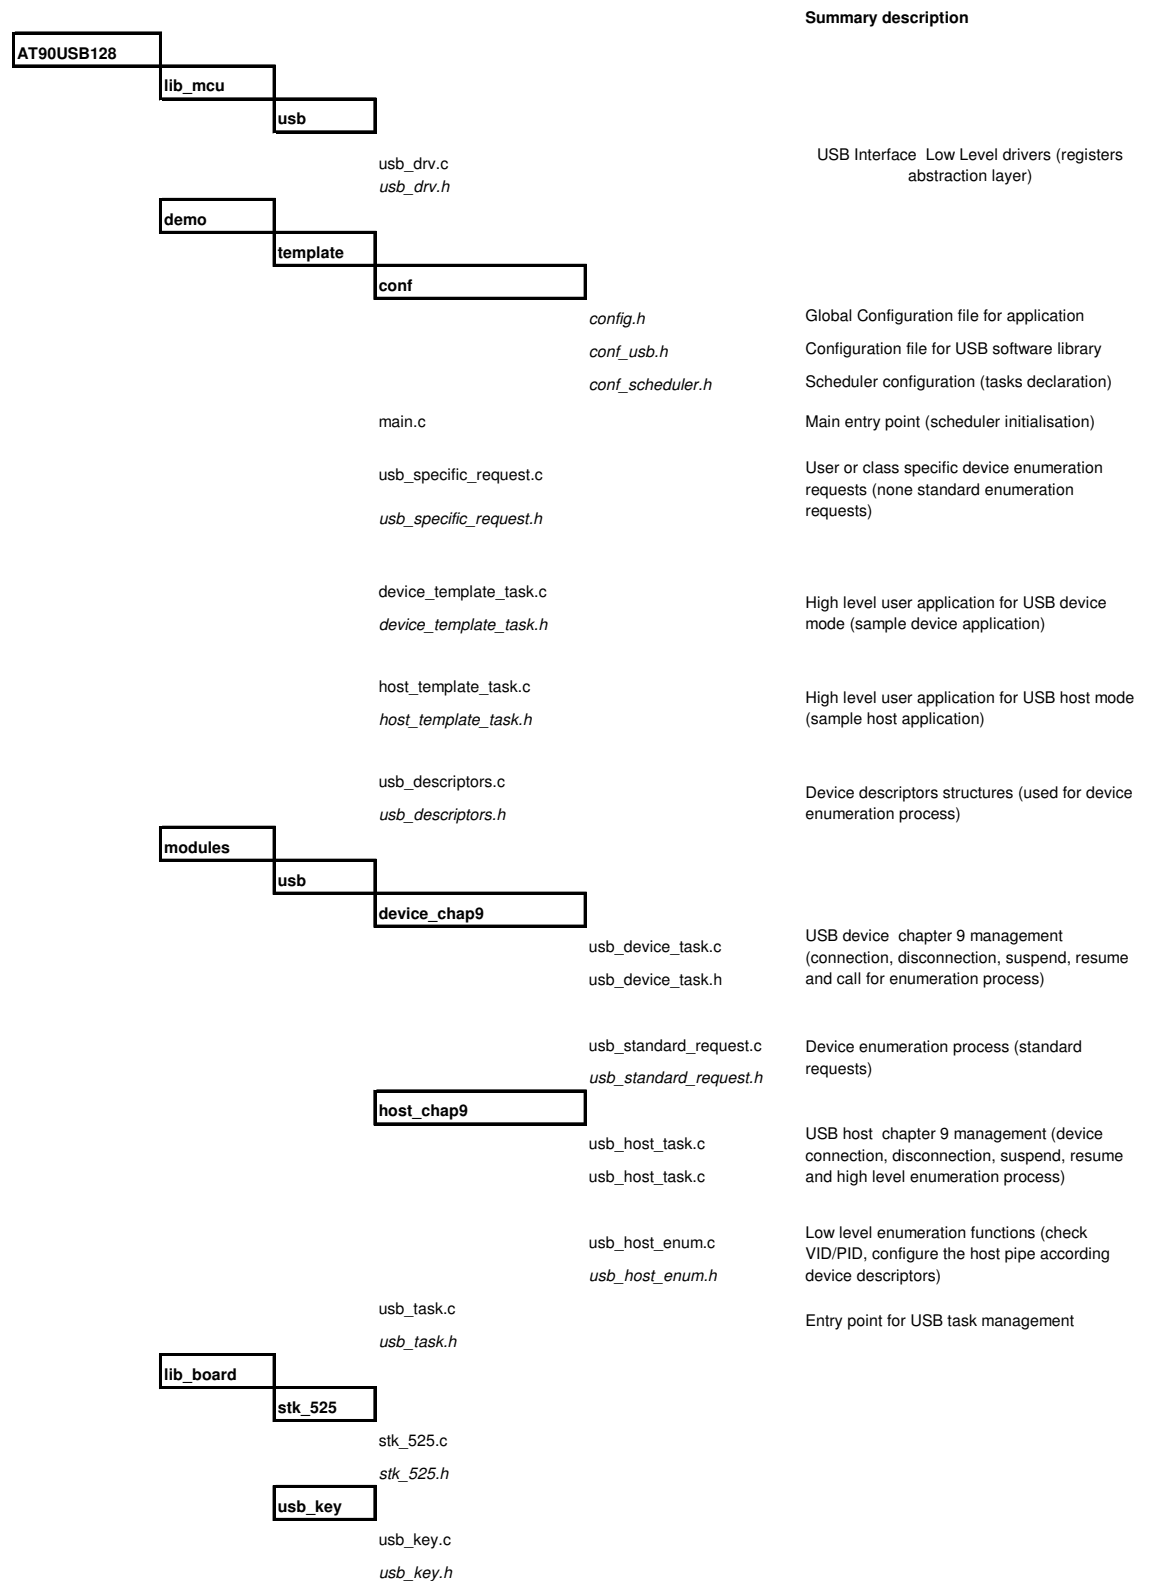 Summary description
AT90USB128
lib_mcu
usb
usb_drv.c
usb_drv.h
USB Interface  Low Level drivers (registers
abstraction layer)
demo
template
conf
config.h
Global Configuration file for application
conf_usb.h
Configuration file for USB software library
conf_scheduler.h
Scheduler configuration (tasks declaration)
main.c
Main entry point (scheduler initialisation)
usb_specific_request.c
usb_specific_request.h
User or class specific device enumeration
requests (none standard enumeration
requests)
device_template_task.c
device_template_task.h
High level user application for USB device
mode (sample device application)
host_template_task.c
host_template_task.h
High level user application for USB host mode
(sample host application)
usb_descriptors.c
usb_descriptors.h
Device descriptors structures (used for device
enumeration process)
modules
usb
device_chap9
usb_device_task.c
usb_device_task.h
USB device  chapter 9 management
(connection, disconnection, suspend, resume
and call for enumeration process)
usb_standard_request.c
usb_standard_request.h
Device enumeration process (standard
requests)
host_chap9
usb_host_task.c
usb_host_task.c
USB host  chapter 9 management (device
connection, disconnection, suspend, resume
and high level enumeration process)
usb_host_enum.c
usb_host_enum.h
Low level enumeration functions (check
VID/PID, configure the host pipe according
device descriptors)
usb_task.c
usb_task.h
Entry point for USB task management
lib_board
stk_525
stk_525.c
stk_525.h
usb_key
usb_key.c
usb_key.h